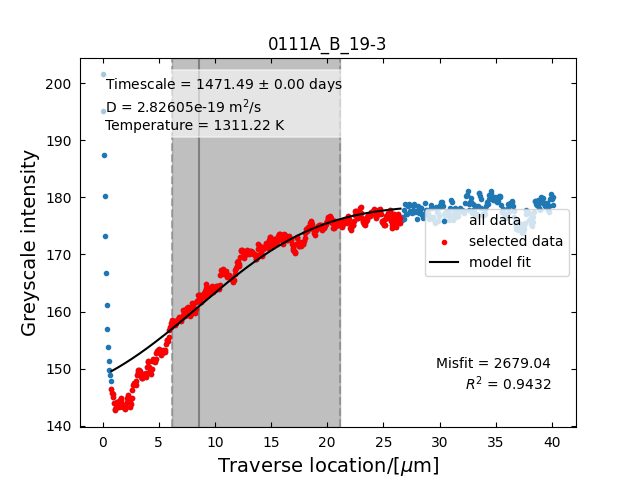 0111A_B_19-3
Timescale = 1471.49 ± 0.00 days
D = 2.82605e-19 m²/s
Temperature = 1311.22 K
Greyscale intensity
200
190
180
170
160
150
140
all data
selected data
model fit
Misfit = 2679.04
R² = 0.9432
0 5 10 15 20 25 30 35 40
Traverse location/[μm]